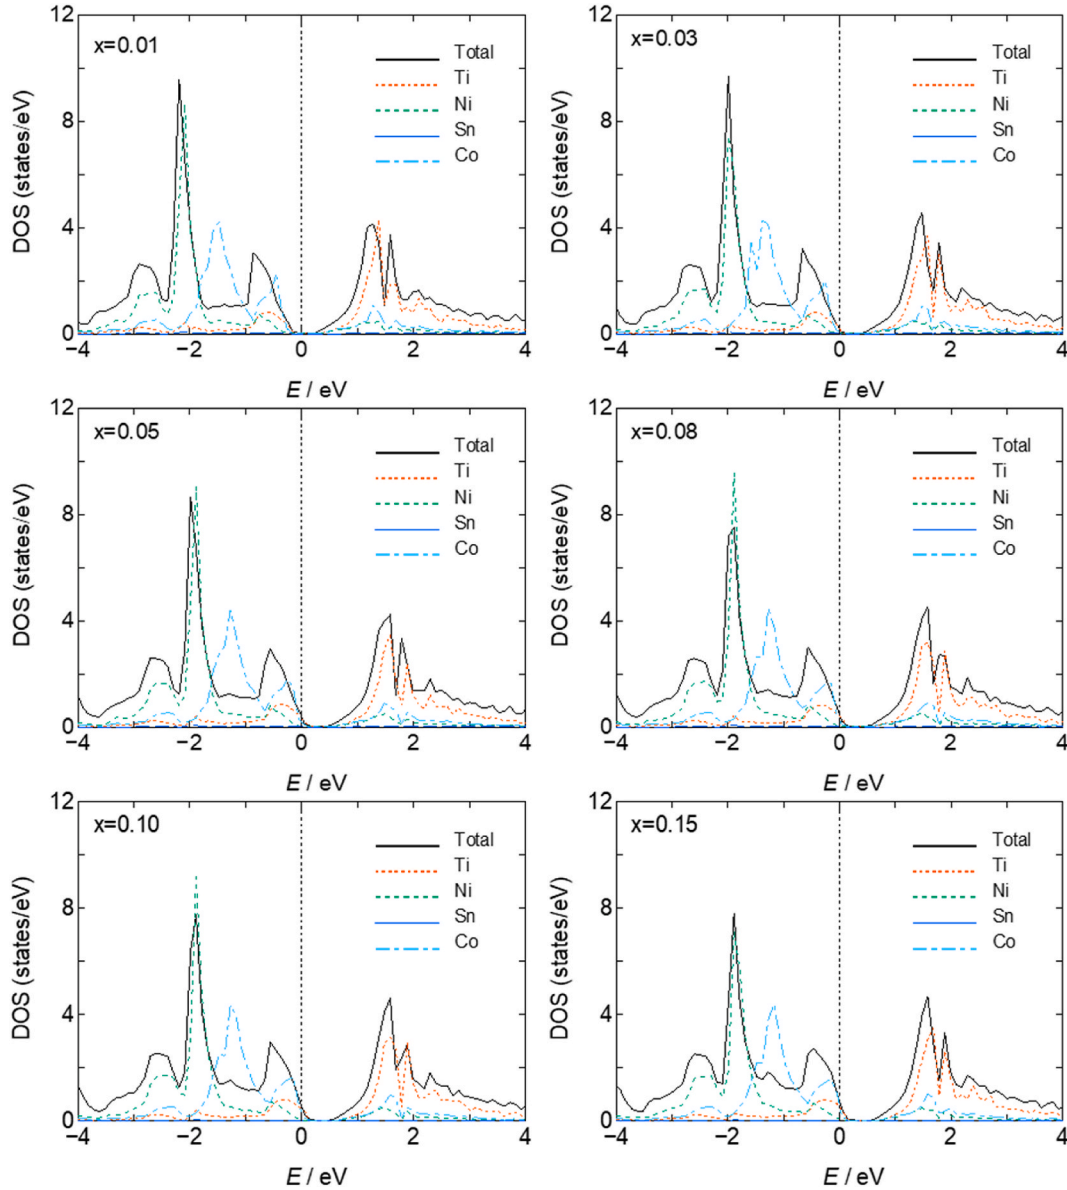 x=0.01
Total
Ti
Ni
Sn
Co
12
8
4
0
DOS (states/eV)
−4 −2 0 2 4
E / eV
x=0.03
Total
Ti
Ni
Sn
Co
12
8
4
0
DOS (states/eV)
−4 −2 0 2 4
E / eV
x=0.05
Total
Ti
Ni
Sn
Co
12
8
4
0
DOS (states/eV)
−4 −2 0 2 4
E / eV
x=0.08
Total
Ti
Ni
Sn
Co
12
8
4
0
DOS (states/eV)
−4 −2 0 2 4
E / eV
x=0.10
Total
Ti
Ni
Sn
Co
12
8
4
0
DOS (states/eV)
−4 −2 0 2 4
E / eV
x=0.15
Total
Ti
Ni
Sn
Co
12
8
4
0
DOS (states/eV)
−4 −2 0 2 4
E / eV